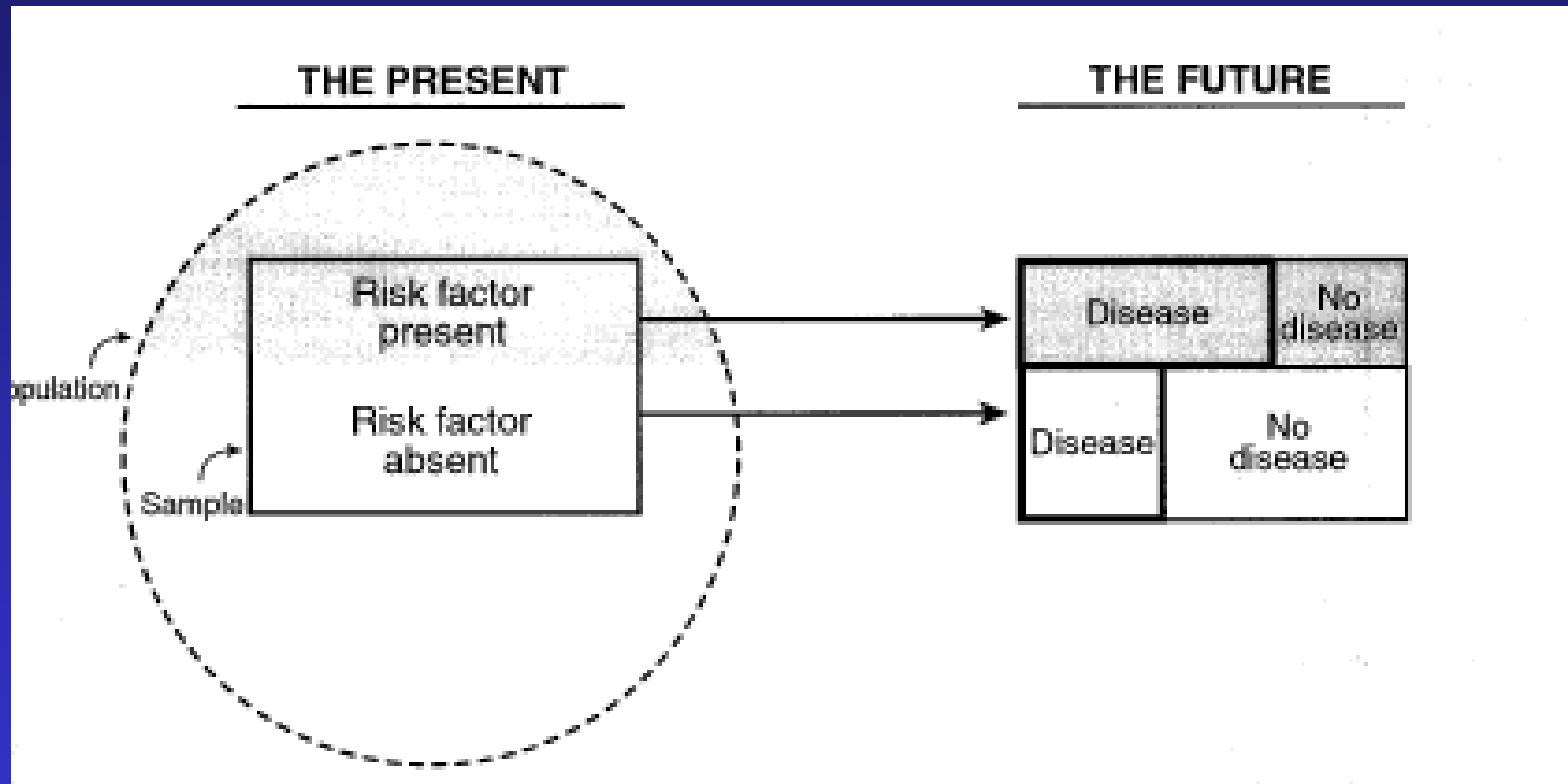 THE PRESENT
THE FUTURE
Risk factor
present
Disease
No
disease
opulation
Risk factor
absent
Disease
No
disease
Sample